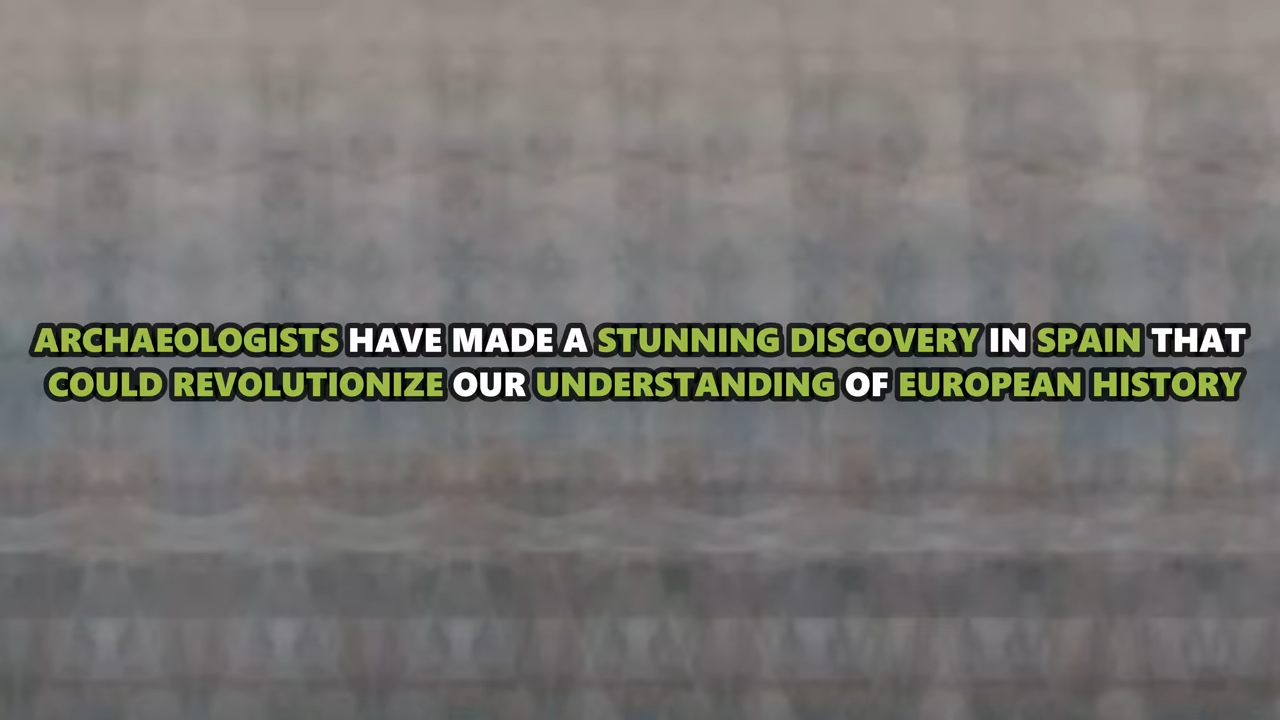 ARCHAEOLOGISTS HAVE MADE A STUNNING DISCOVERY IN SPAIN THAT
COULD REVOLUTIONIZE OUR UNDERSTANDING OF EUROPEAN HISTORY